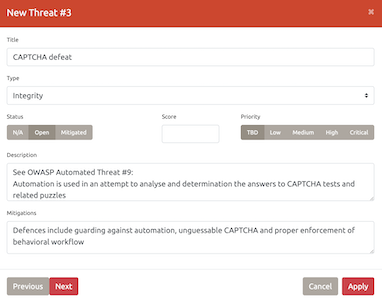 New Threat #3
Title
CAPTCHA defeat
Type
Integrity
Status
Score
Priority
N/A Open Mitigated
TBD Low Medium High Critical
Description
See OWASP Automated Threat #9:
Automation is used in an attempt to analyse and determination the answers to CAPTCHA tests and
related puzzles
Mitigations
Defences include guarding against automation, unguessable CAPTCHA and proper enforcement of
behavioral workflow
Previous Next Cancel Apply